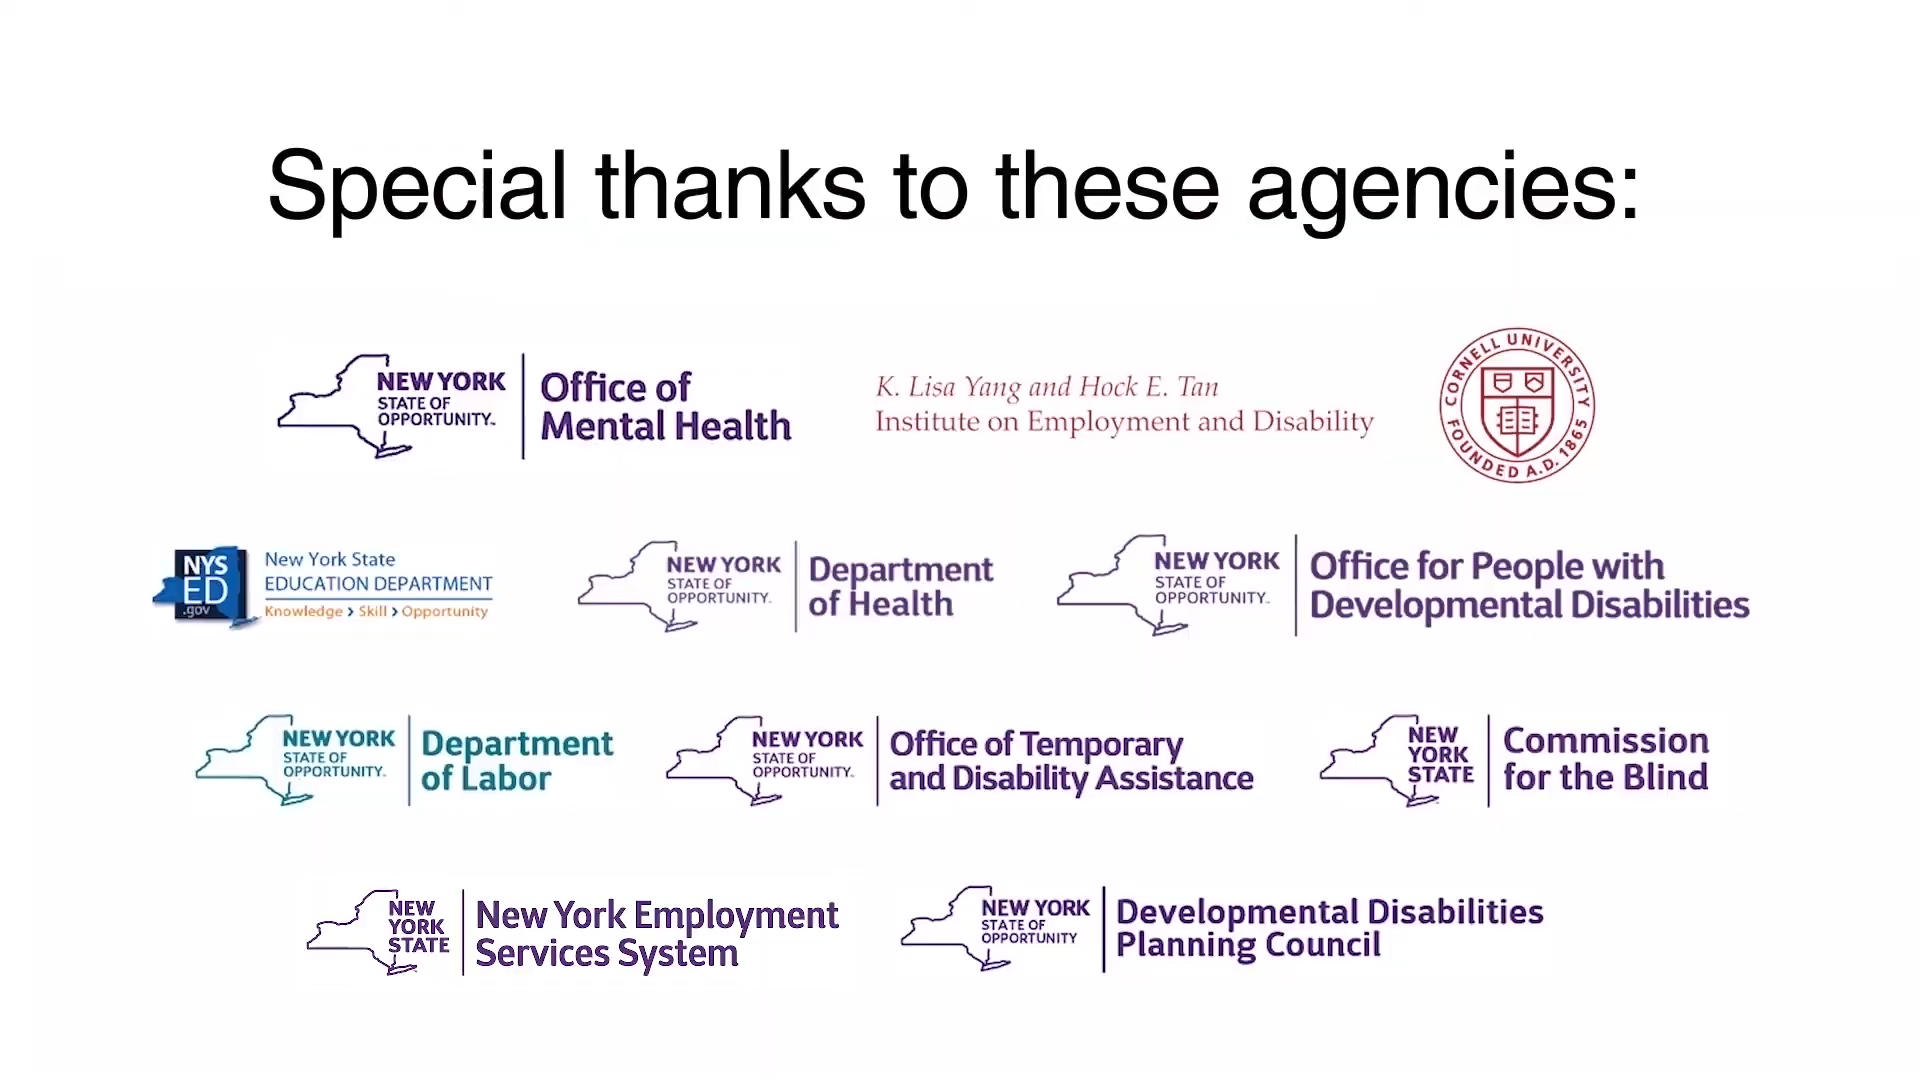 Special thanks to these agencies:
NEW YORK
STATE OF
OPPORTUNITY™
Office of
Mental Health
K. Lisa Yang and Hock E. Tan
Institute on Employment and Disability
CORNELL UNIVERSITY
FOUNDED A.D. 1865
NYS
ED
.gov
New York State
EDUCATION DEPARTMENT
Knowledge > Skill > Opportunity
NEW YORK
STATE OF
OPPORTUNITY™
Department
of Health
NEW YORK
STATE OF
OPPORTUNITY™
Office for People with
Developmental Disabilities
NEW YORK
STATE OF
OPPORTUNITY™
Department
of Labor
NEW YORK
STATE OF
OPPORTUNITY™
Office of Temporary
and Disability Assistance
NEW
YORK
STATE
Commission
for the Blind
NEW
YORK
STATE
New York Employment
Services System
NEW YORK
STATE OF
OPPORTUNITY
Developmental Disabilities
Planning Council